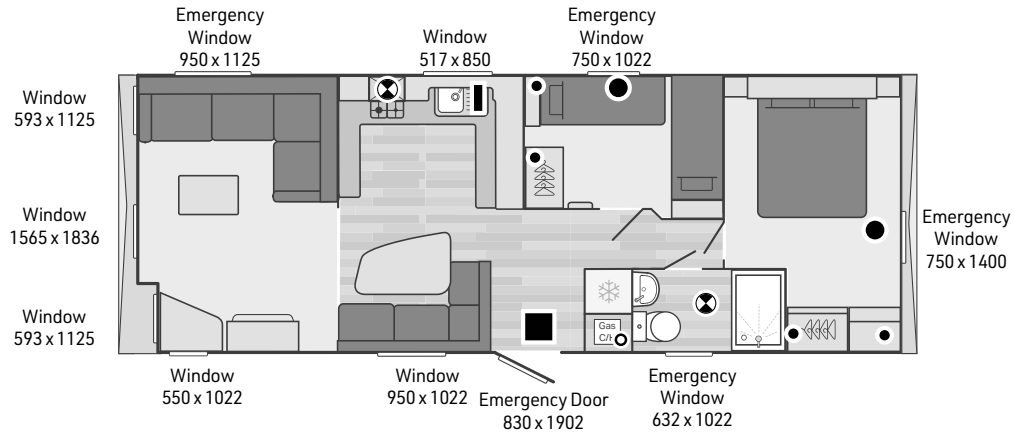 Emergency
Window
950 x 1125
Window
517 x 850
Emergency
Window
750 x 1022
Window
593 x 1125
Window
1565 x 1836
Window
593 x 1125
Emergency
Window
750 x 1400
Gas
C/H
Window
550 x 1022
Window
950 x 1022
Emergency Door
830 x 1902
Emergency
Window
632 x 1022